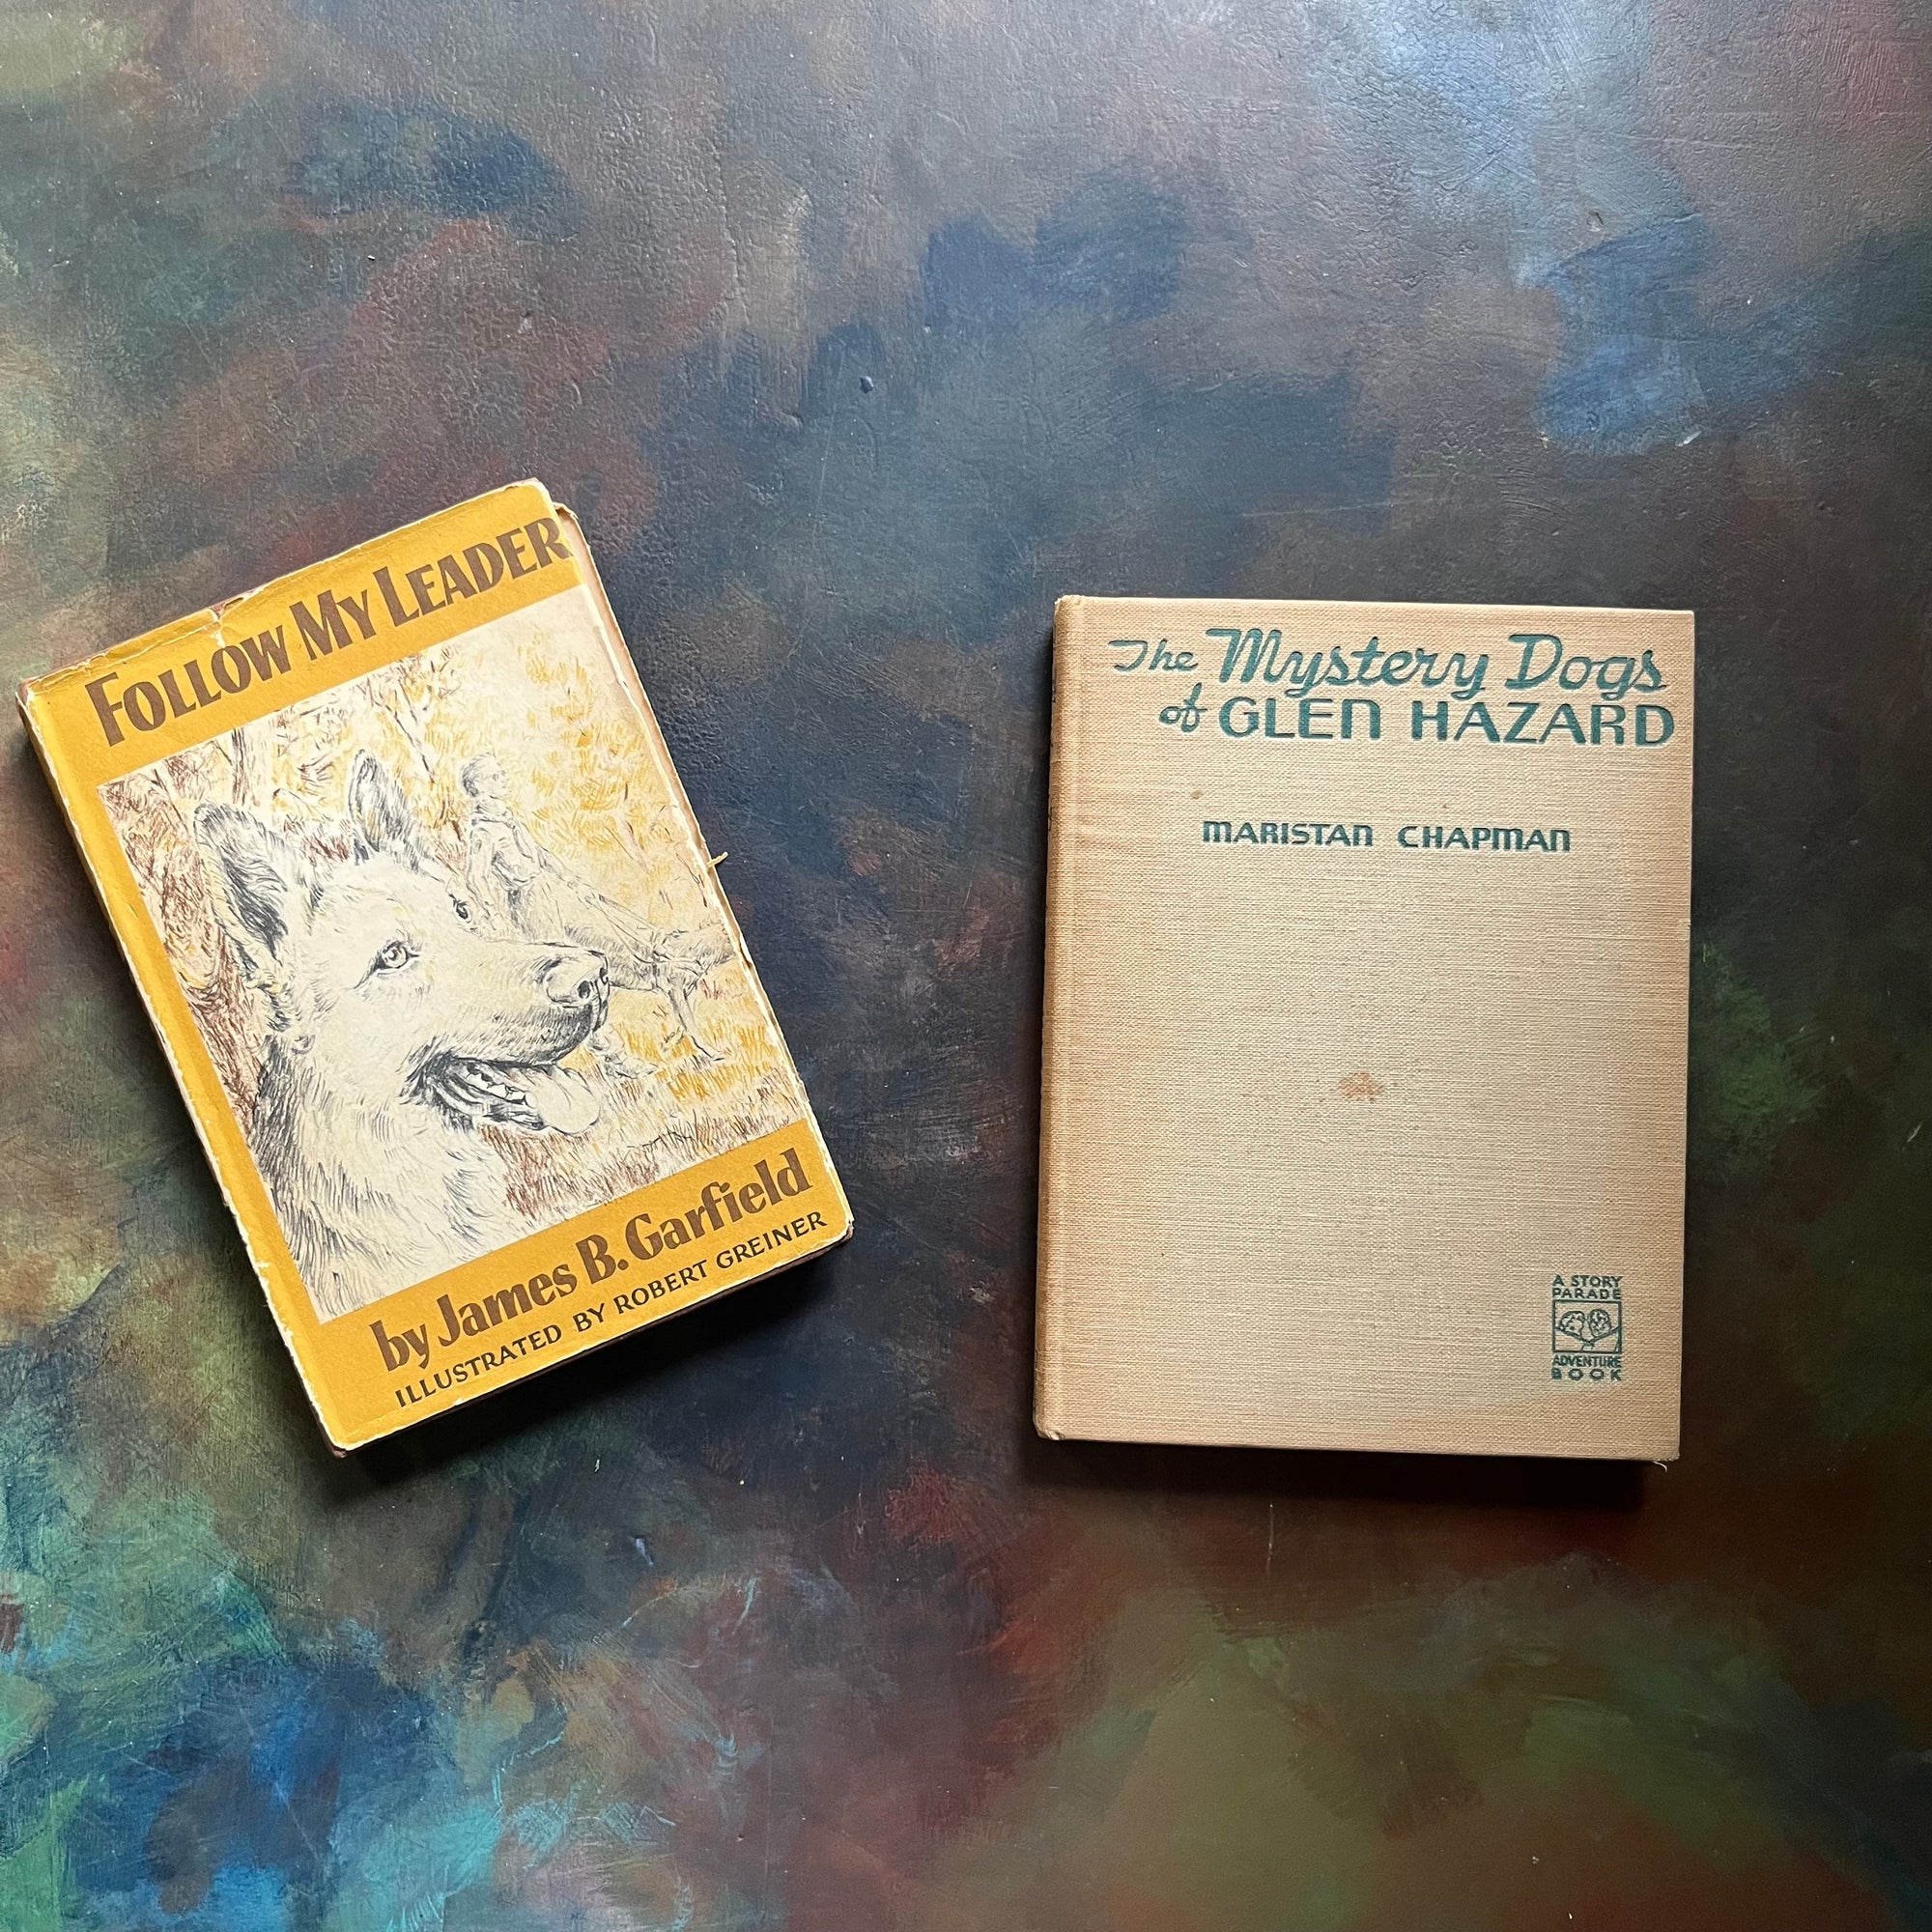 FOLLOW MY LEADER
by James B. Garfield
ILLUSTRATED BY ROBERT GREINER
The Mystery Dogs
of GLEN HAZARD
MARISTAN CHAPMAN
A STORY
PARADE
ADVENTURE
BOOK